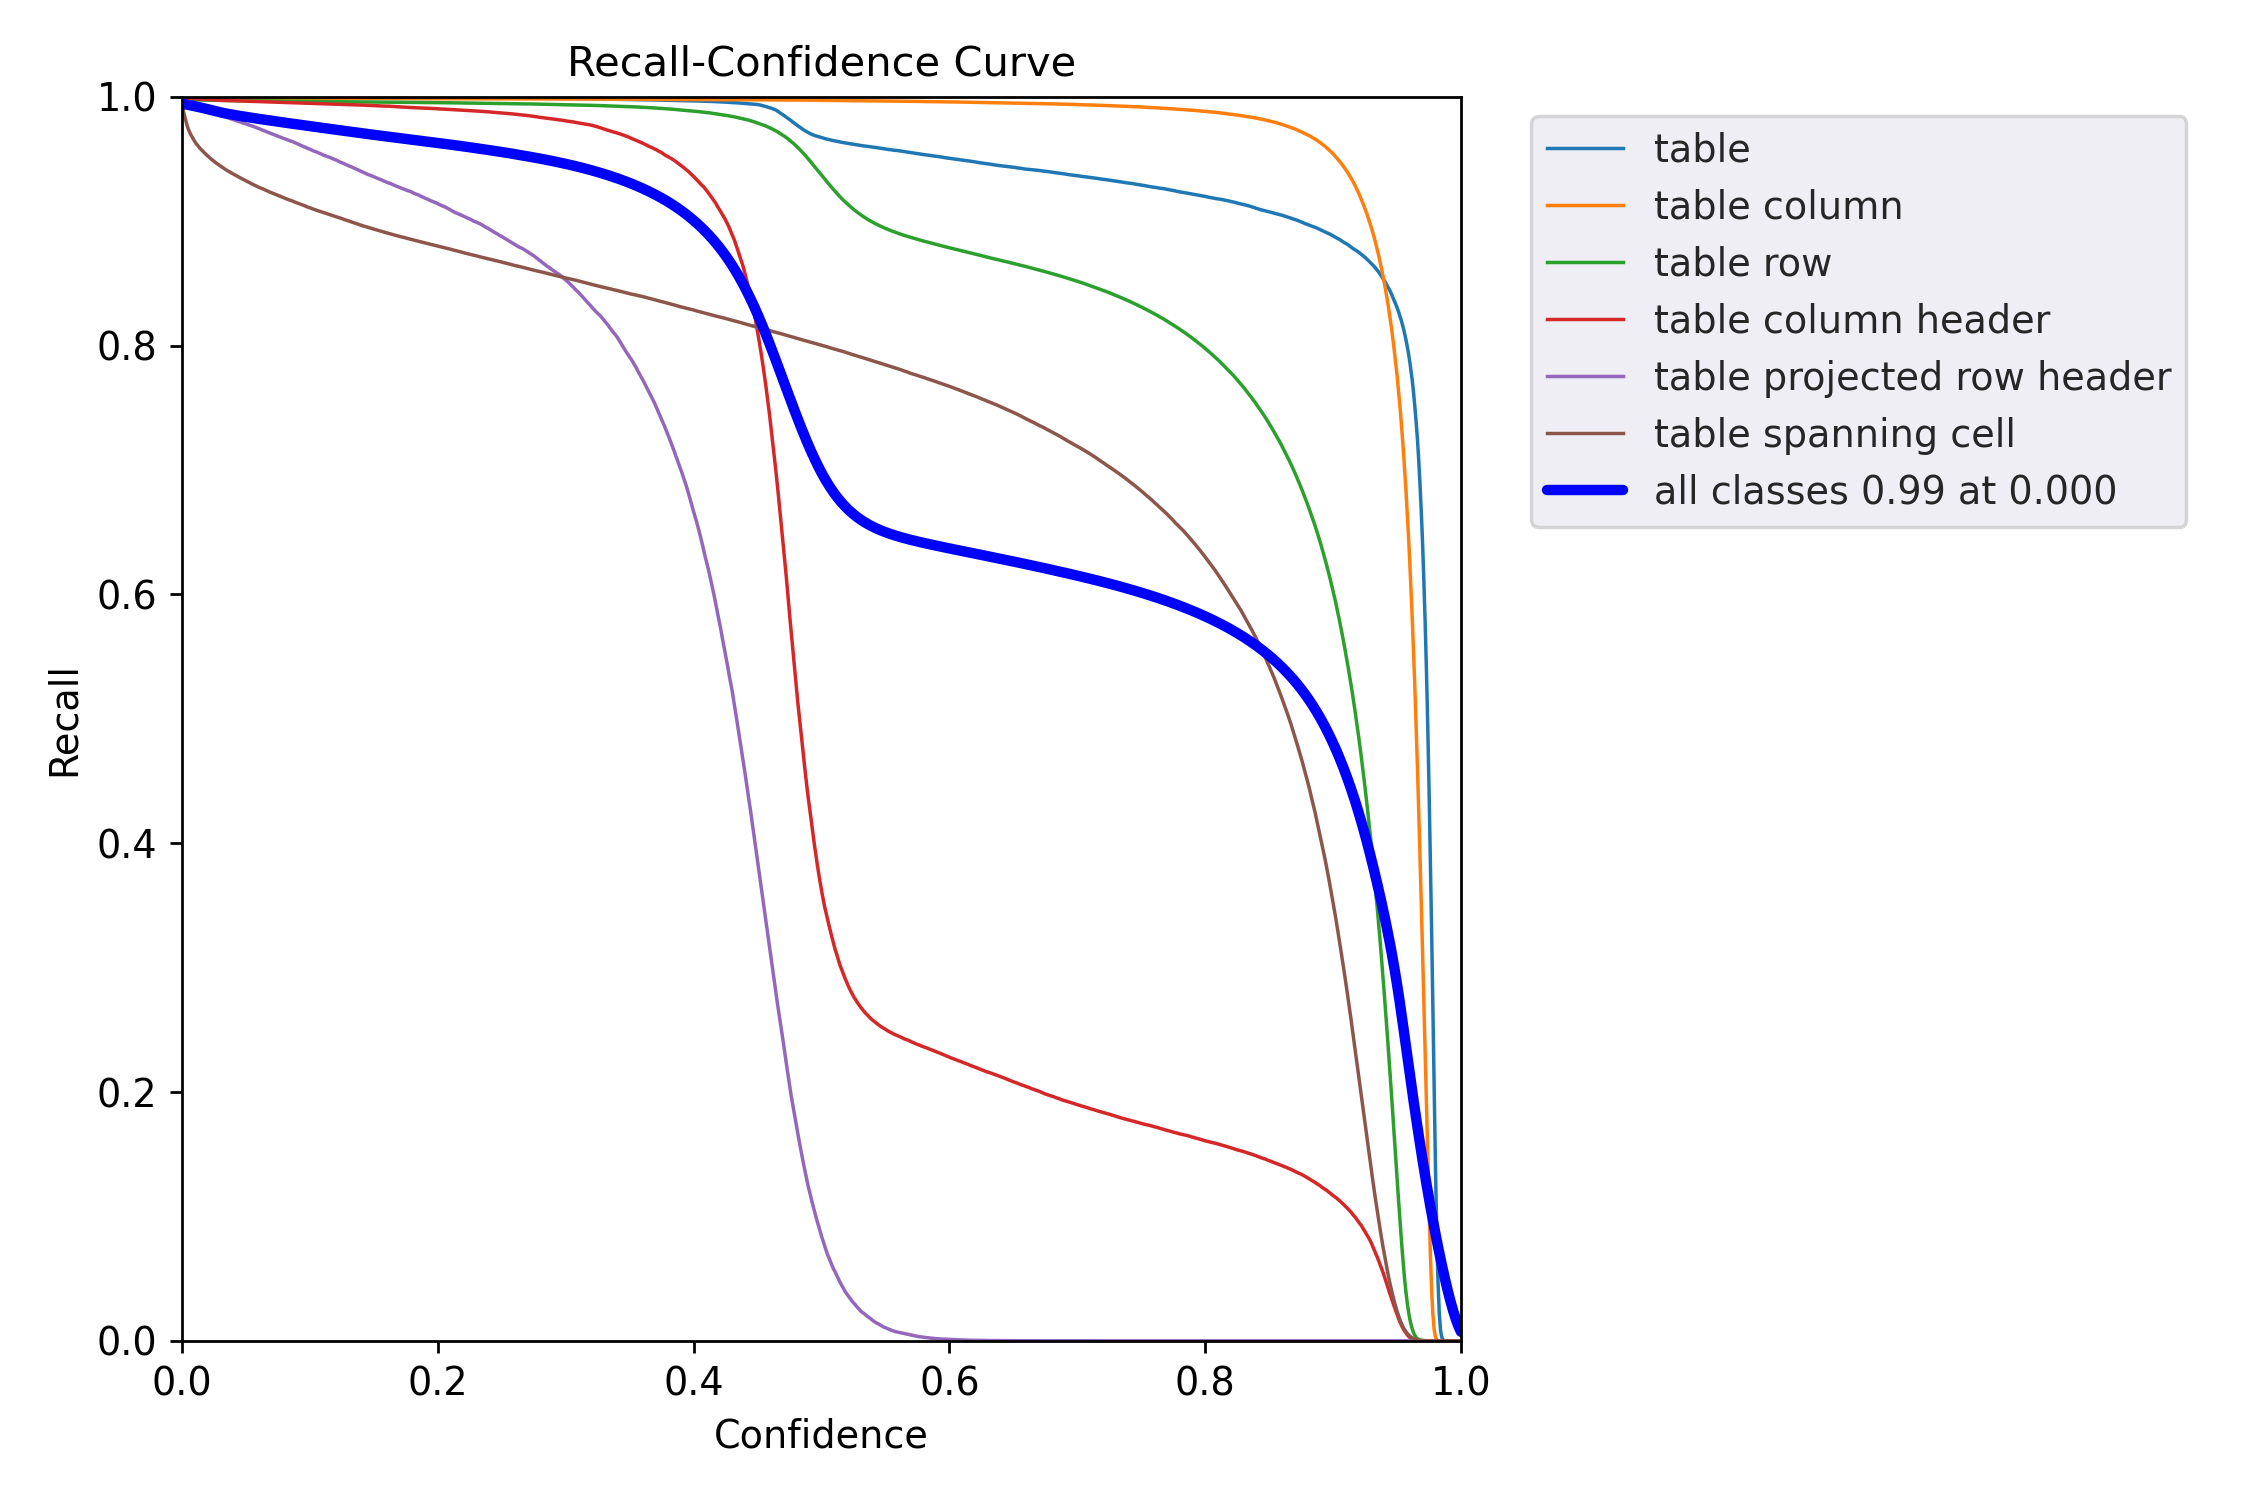 Recall-Confidence Curve
1.0
0.8
0.6
0.4
0.2
0.0
Recall
0.0 0.2 0.4 0.6 0.8 1.0
Confidence
table
table column
table row
table column header
table projected row header
table spanning cell
all classes 0.99 at 0.000